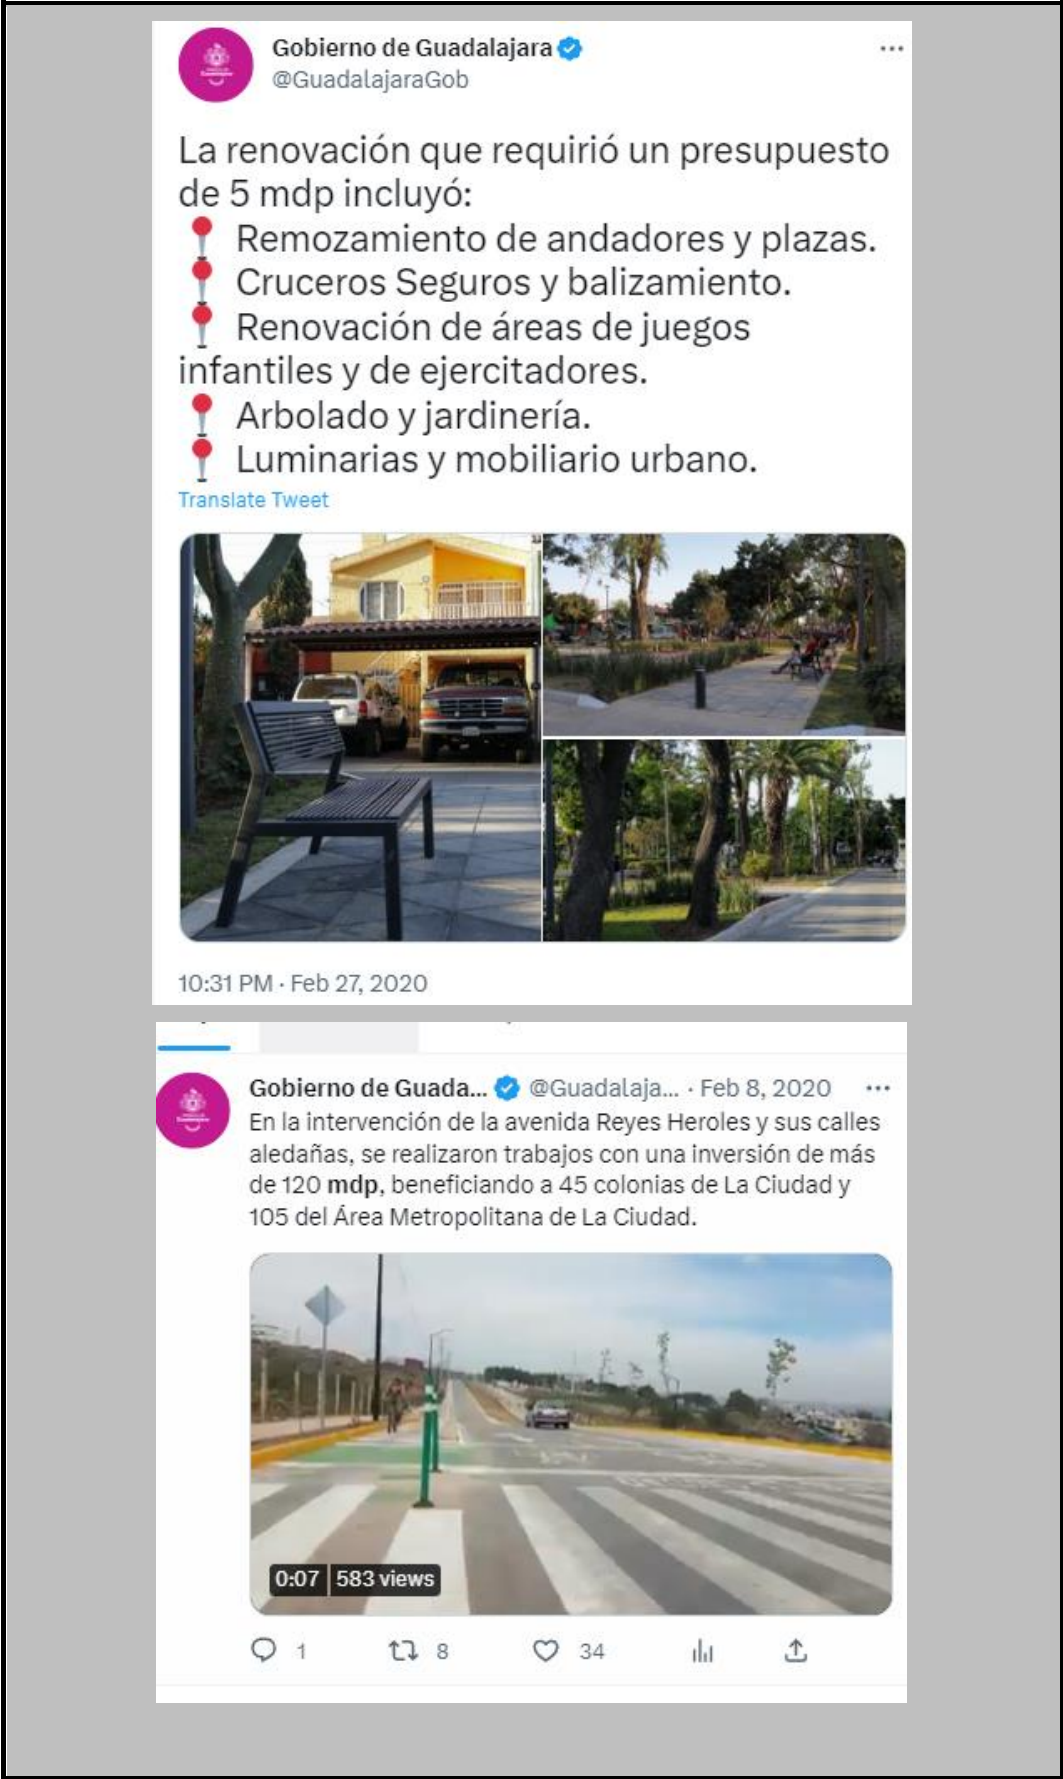 Gobierno de Guadalajara
@GuadalajaraGob
La renovación que requirió un presupuesto
de 5 mdp incluyó:
📍 Remozamiento de andadores y plazas.
📍 Cruceros Seguros y balizamiento.
📍 Renovación de áreas de juegos
infantiles y de ejercitadores.
📍 Arbolado y jardinería.
📍 Luminarias y mobiliario urbano.
Translate Tweet
10:31 PM · Feb 27, 2020
Gobierno de Guada... @Guadalaja... · Feb 8, 2020
En la intervención de la avenida Reyes Heroles y sus calles
aledañas, se realizaron trabajos con una inversión de más
de 120 mdp, beneficiando a 45 colonias de La Ciudad y
105 del Área Metropolitana de La Ciudad.
0:07 583 views
1 8 34